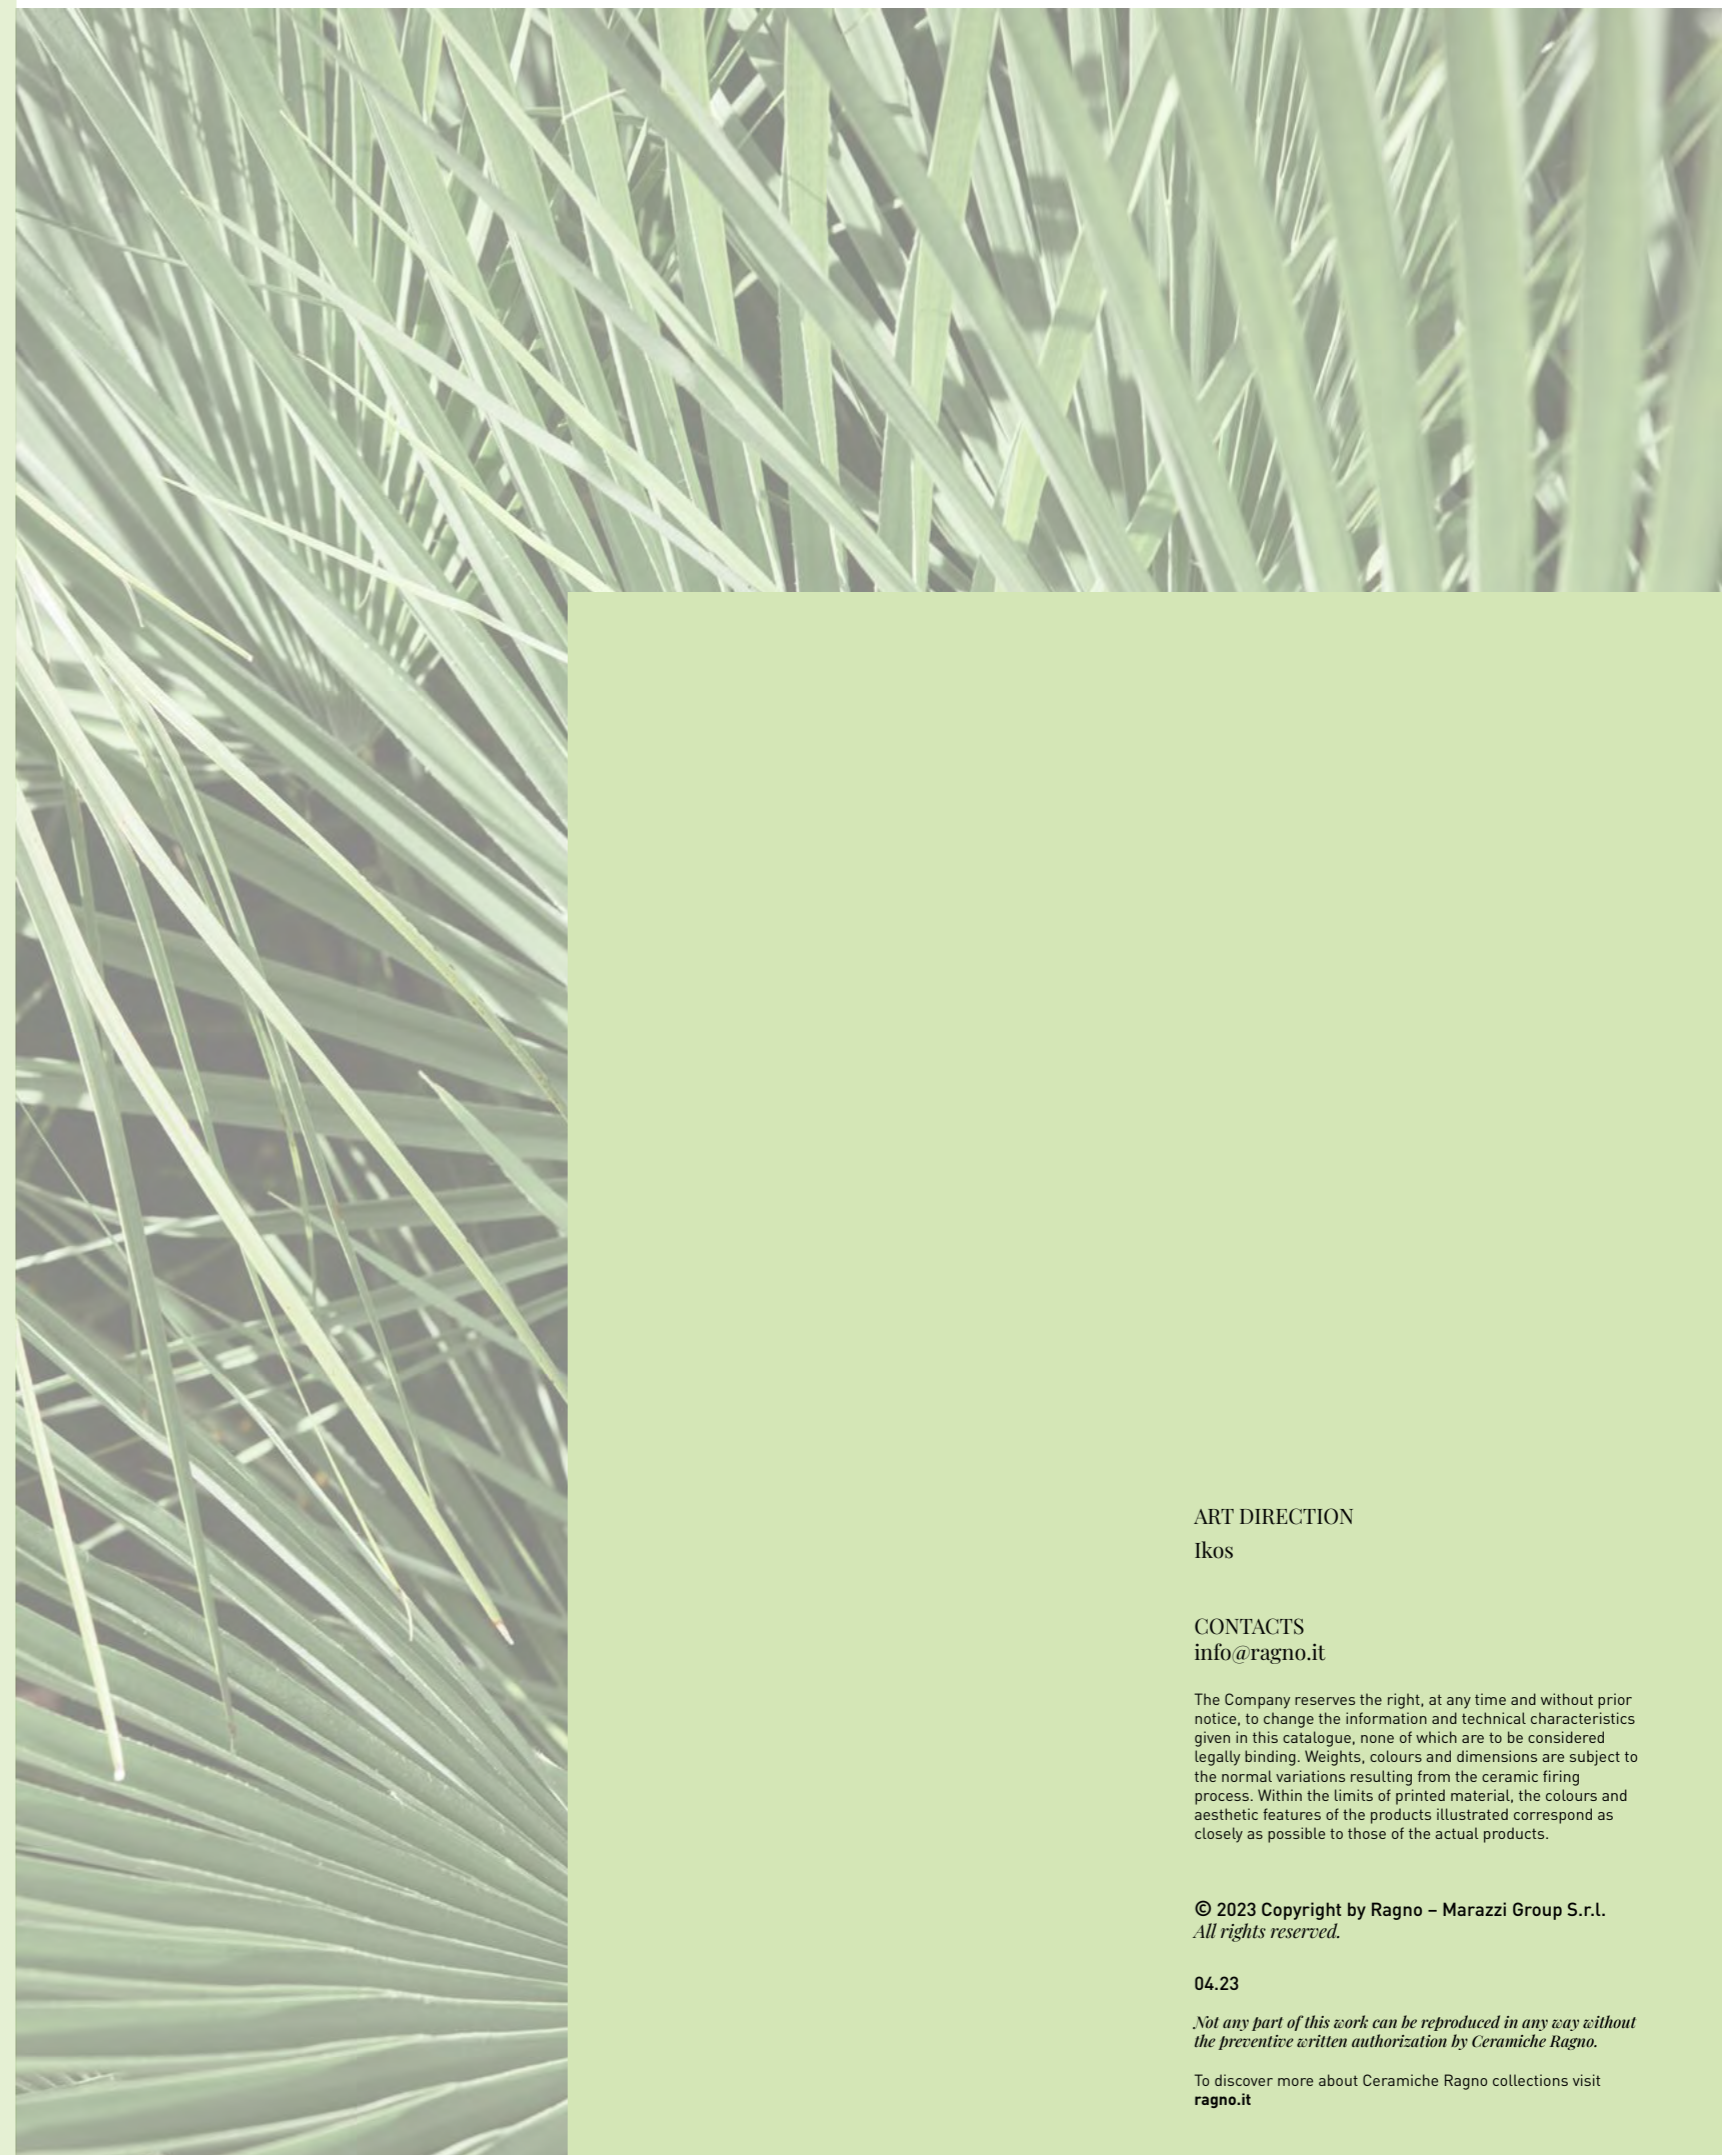 ART DIRECTION
Ikos
CONTACTS
info@ragno.it
The Company reserves the right, at any time and without prior
notice, to change the information and technical characteristics
given in this catalogue, none of which are to be considered
legally binding. Weights, colours and dimensions are subject to
the normal variations resulting from the ceramic firing
process. Within the limits of printed material, the colours and
aesthetic features of the products illustrated correspond as
closely as possible to those of the actual products.
© 2023 Copyright by Ragno – Marazzi Group S.r.l.
All rights reserved.
04.23
Not any part of this work can be reproduced in any way without
the preventive written authorization by Ceramiche Ragno.
To discover more about Ceramiche Ragno collections visit
ragno.it